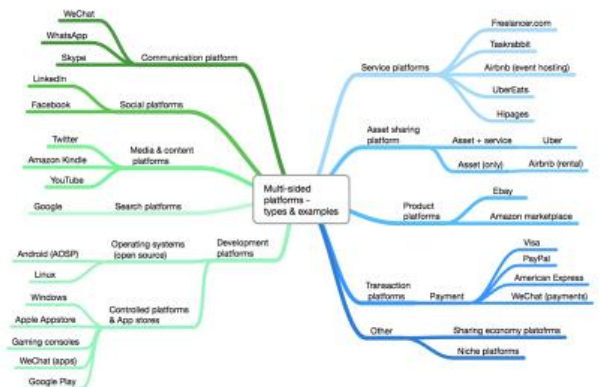 WeChat
WhatsApp
Skype
Communication platform
LinkedIn
Facebook
Social platforms
Twitter
Amazon Kindle
YouTube
Media & content
platforms
Google
Search platforms
Android (AOSP)
Linux
Operating systems
(open source)
Development
platforms
Windows
Apple Appstore
Gaming consoles
WeChat (apps)
Google Play
Controlled platforms
& App stores
Multi-sided
platforms -
types & examples
Service platforms
Freelancer.com
Taskrabbit
Airbnb (event hosting)
UberEats
Hipages
Asset sharing
platform
Asset + service
Uber
Asset (only)
Airbnb (rental)
Product
platforms
Ebay
Amazon marketplace
Transaction
platforms
Payment
Visa
PayPal
American Express
WeChat (payments)
Other
Sharing economy platofrms
Niche platforms